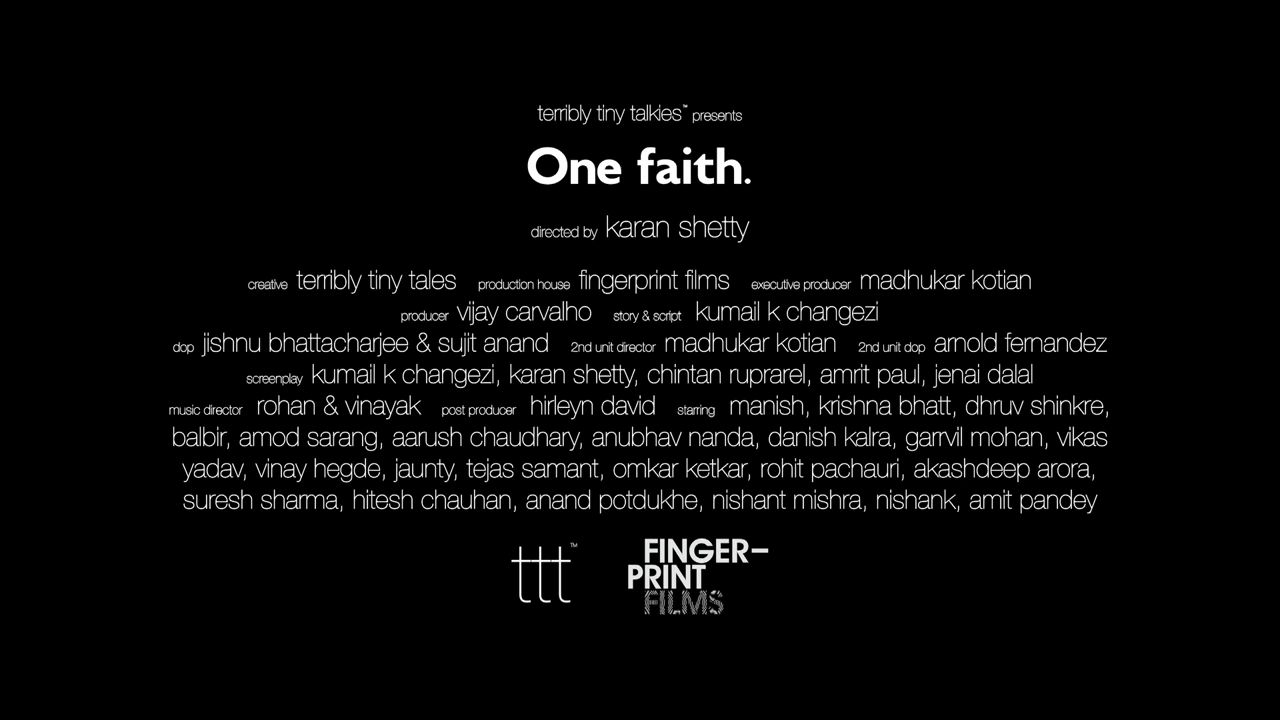 terribly tiny talkies™ presents
One faith.
directed by karan shetty
creative terribly tiny tales production house fingerprint films executive producer madhukar kotian
producer vijay carvalho story & script kumail k changezi
dop jishnu bhattacharjee & sujit anand 2nd unit director madhukar kotian 2nd unit dop arnold fernandez
screenplay kumail k changezi, karan shetty, chintan ruprarel, amrit paul, jenai dalal
music director rohan & vinayak post producer hirleyn david starring manish, krishna bhatt, dhruv shinkre,
balbir, amod sarang, aarush chaudhary, anubhav nanda, danish kalra, garrvil mohan, vikas
yadav, vinay hegde, jaunty, tejas samant, omkar ketkar, rohit pachauri, akashdeep arora,
suresh sharma, hitesh chauhan, anand potdukhe, nishant mishra, nishank, amit pandey
ttt™
FINGER–
PRINT
FILMS